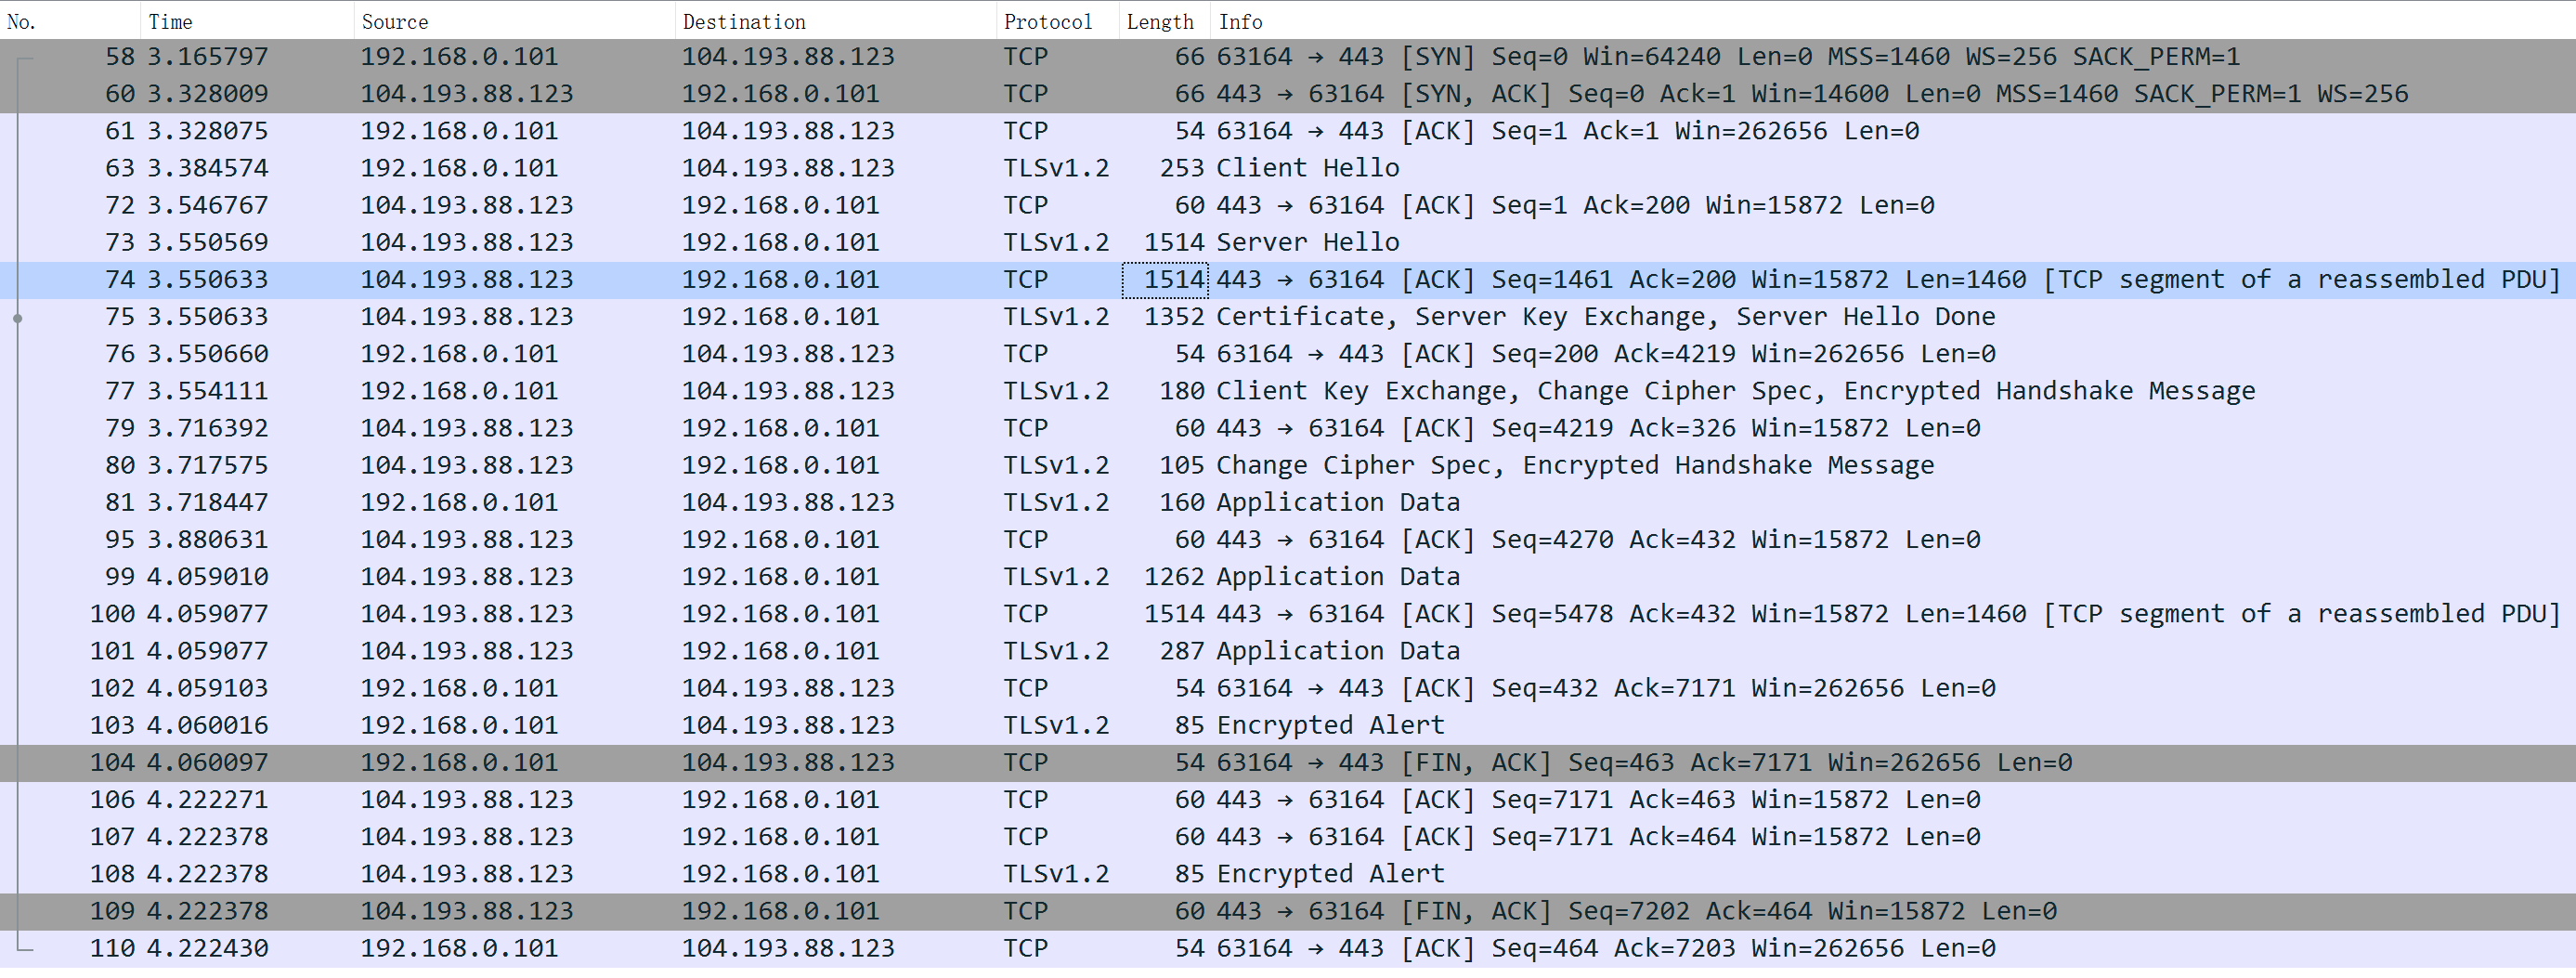 No. Time Source Destination Protocol Length Info
58 3.165797 192.168.0.101 104.193.88.123 TCP 66 63164 → 443 [SYN] Seq=0 Win=64240 Len=0 MSS=1460 WS=256 SACK_PERM=1
60 3.328009 104.193.88.123 192.168.0.101 TCP 66 443 → 63164 [SYN, ACK] Seq=0 Ack=1 Win=14600 Len=0 MSS=1460 SACK_PERM=1 WS=256
61 3.328075 192.168.0.101 104.193.88.123 TCP 54 63164 → 443 [ACK] Seq=1 Ack=1 Win=262656 Len=0
63 3.384574 192.168.0.101 104.193.88.123 TLSv1.2 253 Client Hello
72 3.546767 104.193.88.123 192.168.0.101 TCP 60 443 → 63164 [ACK] Seq=1 Ack=200 Win=15872 Len=0
73 3.550569 104.193.88.123 192.168.0.101 TLSv1.2 1514 Server Hello
74 3.550633 104.193.88.123 192.168.0.101 TCP 1514 443 → 63164 [ACK] Seq=1461 Ack=200 Win=15872 Len=1460 [TCP segment of a reassembled PDU]
75 3.550633 104.193.88.123 192.168.0.101 TLSv1.2 1352 Certificate, Server Key Exchange, Server Hello Done
76 3.550660 192.168.0.101 104.193.88.123 TCP 54 63164 → 443 [ACK] Seq=200 Ack=4219 Win=262656 Len=0
77 3.554111 192.168.0.101 104.193.88.123 TLSv1.2 180 Client Key Exchange, Change Cipher Spec, Encrypted Handshake Message
79 3.716392 104.193.88.123 192.168.0.101 TCP 60 443 → 63164 [ACK] Seq=4219 Ack=326 Win=15872 Len=0
80 3.717575 104.193.88.123 192.168.0.101 TLSv1.2 105 Change Cipher Spec, Encrypted Handshake Message
81 3.718447 192.168.0.101 104.193.88.123 TLSv1.2 160 Application Data
95 3.880631 104.193.88.123 192.168.0.101 TCP 60 443 → 63164 [ACK] Seq=4270 Ack=432 Win=15872 Len=0
99 4.059010 104.193.88.123 192.168.0.101 TLSv1.2 1262 Application Data
100 4.059077 104.193.88.123 192.168.0.101 TCP 1514 443 → 63164 [ACK] Seq=5478 Ack=432 Win=15872 Len=1460 [TCP segment of a reassembled PDU]
101 4.059077 104.193.88.123 192.168.0.101 TLSv1.2 287 Application Data
102 4.059103 192.168.0.101 104.193.88.123 TCP 54 63164 → 443 [ACK] Seq=432 Ack=7171 Win=262656 Len=0
103 4.060016 192.168.0.101 104.193.88.123 TLSv1.2 85 Encrypted Alert
104 4.060097 192.168.0.101 104.193.88.123 TCP 54 63164 → 443 [FIN, ACK] Seq=463 Ack=7171 Win=262656 Len=0
106 4.222271 104.193.88.123 192.168.0.101 TCP 60 443 → 63164 [ACK] Seq=7171 Ack=463 Win=15872 Len=0
107 4.222378 104.193.88.123 192.168.0.101 TCP 60 443 → 63164 [ACK] Seq=7171 Ack=464 Win=15872 Len=0
108 4.222378 104.193.88.123 192.168.0.101 TLSv1.2 85 Encrypted Alert
109 4.222378 104.193.88.123 192.168.0.101 TCP 60 443 → 63164 [FIN, ACK] Seq=7202 Ack=464 Win=15872 Len=0
110 4.222430 192.168.0.101 104.193.88.123 TCP 54 63164 → 443 [ACK] Seq=464 Ack=7203 Win=262656 Len=0